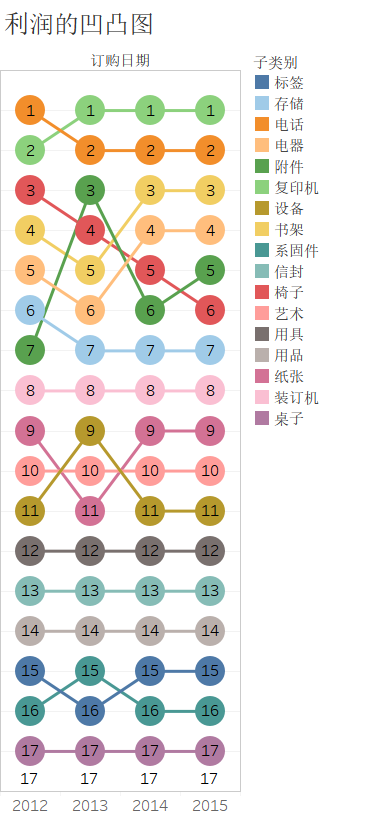 利润的凹凸图
订购日期
1 1 1 1
2 2 2 2
3 3 3 3
4 4 4 4
5 5 5 5
6 6 6 6
7 7 7 7
8 8 8 8
9 9 9 9
10 10 10 10
11 11 11 11
12 12 12 12
13 13 13 13
14 14 14 14
15 15 15 15
16 16 16 16
17 17 17 17
17 17 17 17
2012 2013 2014 2015
子类别
标签
存储
电话
电器
附件
复印机
设备
书架
系固件
信封
椅子
艺术
用具
用品
纸张
装订机
桌子